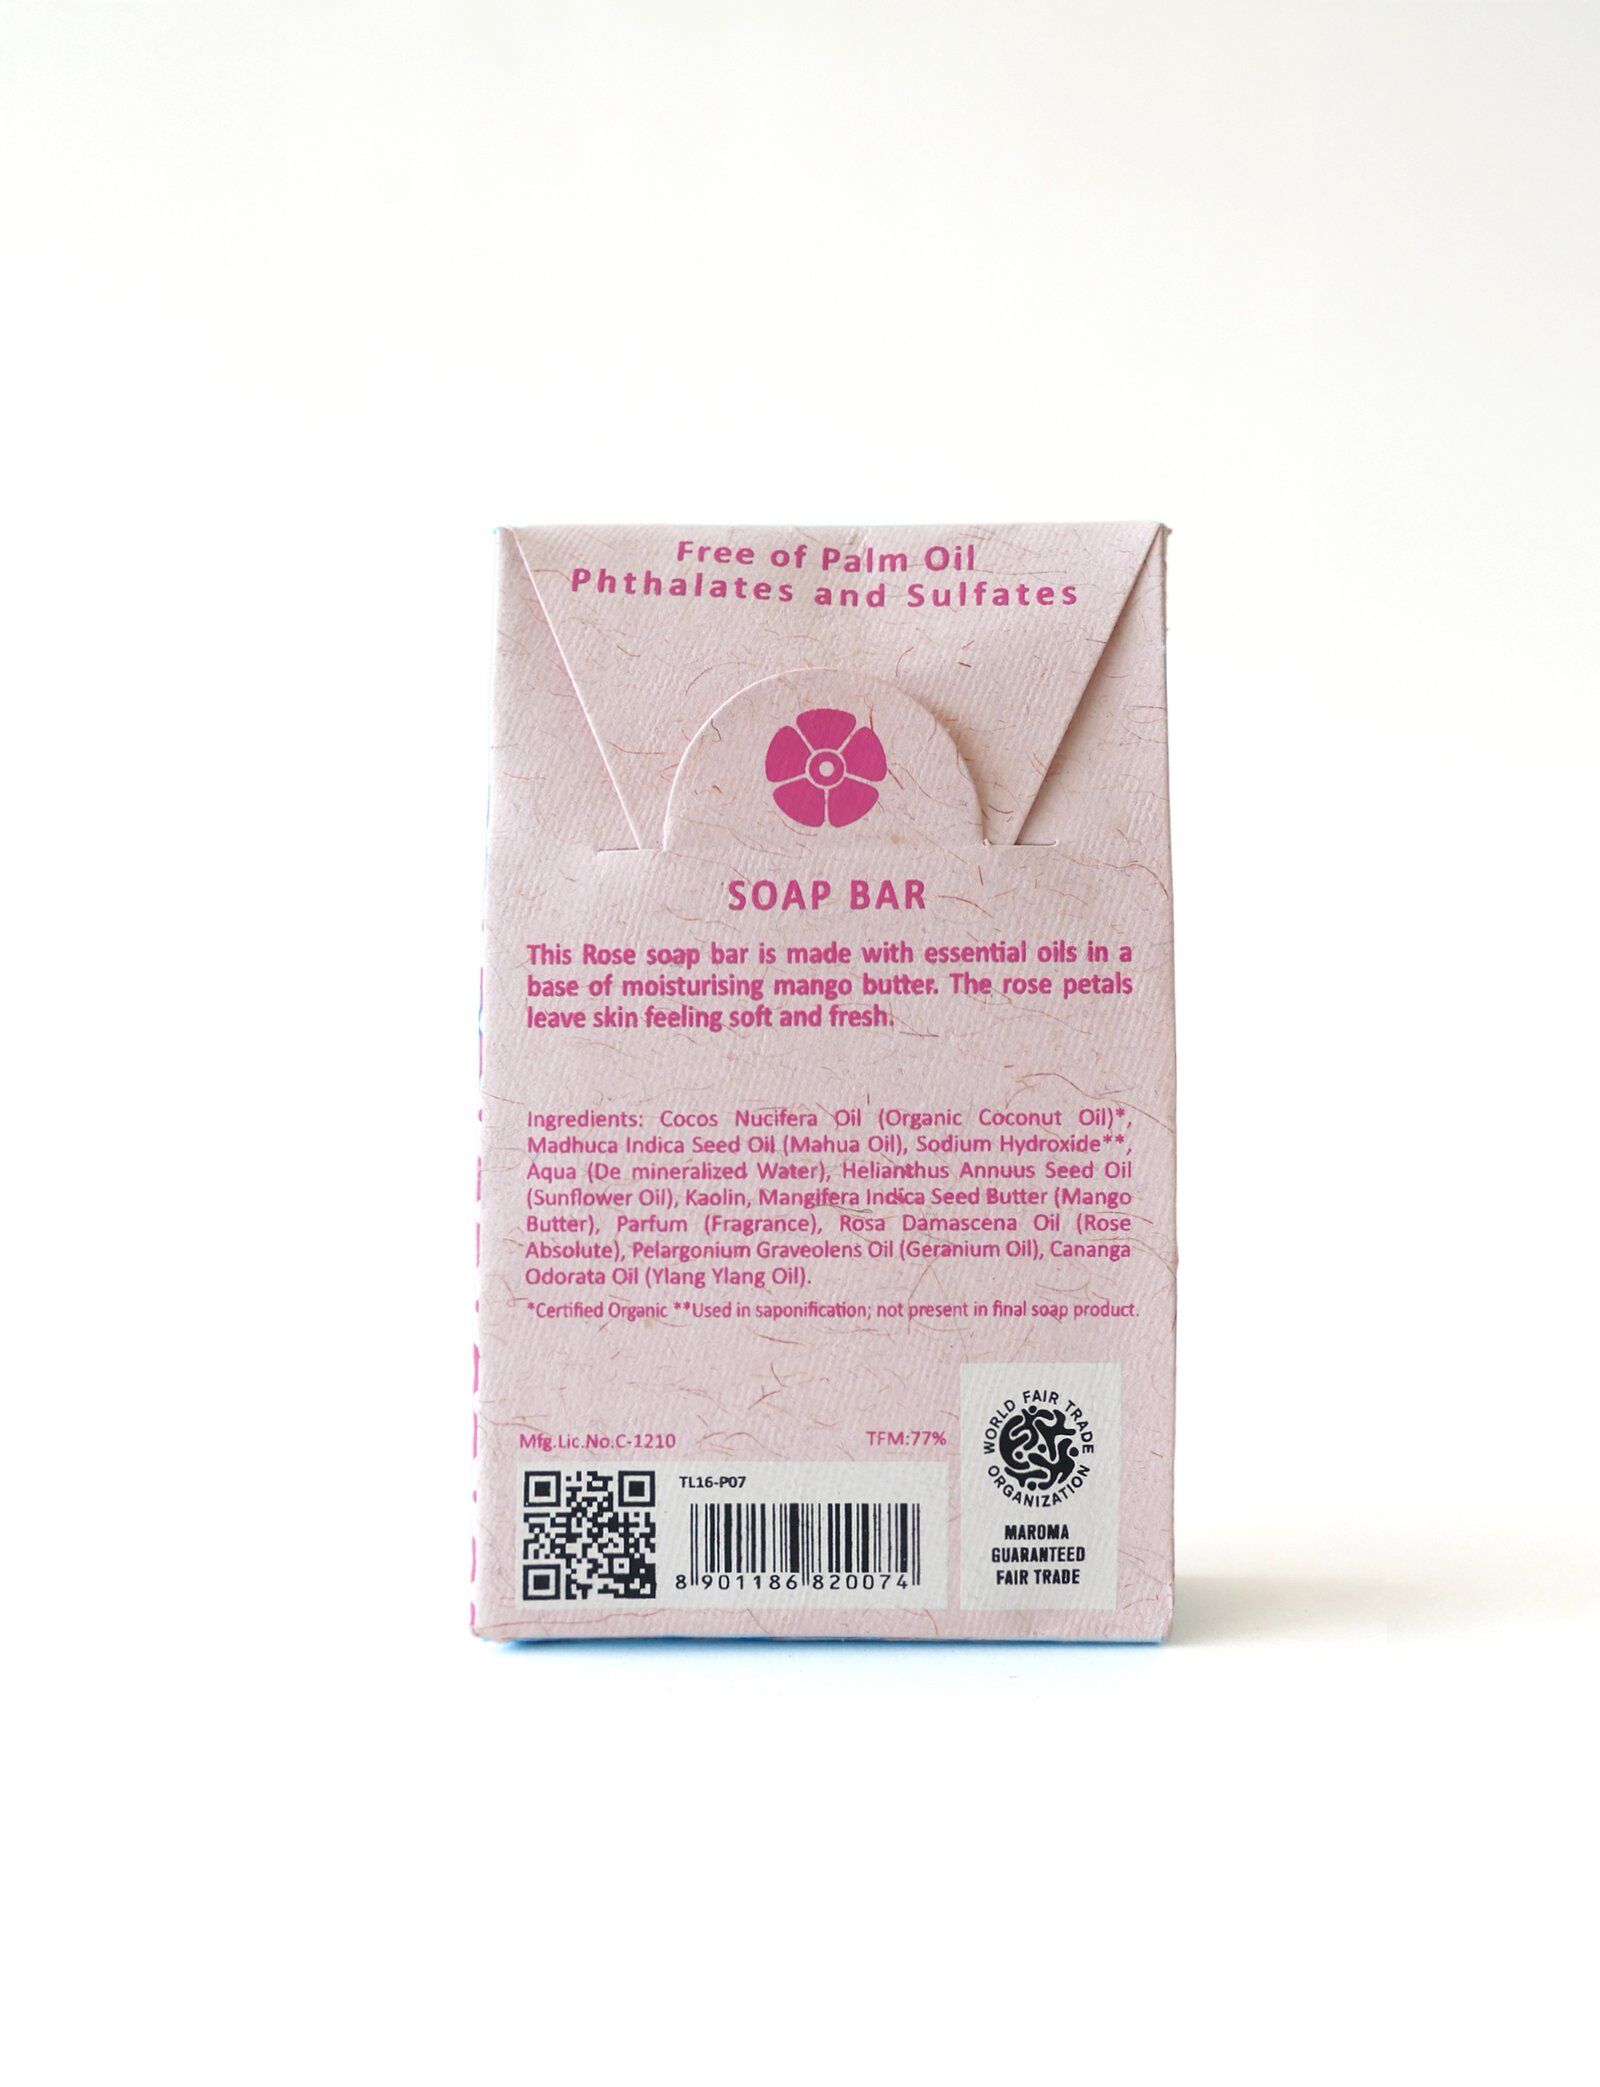 Free of Palm Oil
Phthalates and Sulfates
SOAP BAR
This Rose soap bar is made with essential oils in a
base of moisturising mango butter. The rose petals
leave skin feeling soft and fresh.
Ingredients: Cocos Nucifera Oil (Organic Coconut Oil)*,
Madhuca Indica Seed Oil (Mahua Oil), Sodium Hydroxide**,
Aqua (De mineralized Water), Helianthus Annuus Seed Oil
(Sunflower Oil), Kaolin, Mangifera Indica Seed Butter (Mango
Butter), Parfum (Fragrance), Rosa Damascena Oil (Rose
Absolute), Pelargonium Graveolens Oil (Geranium Oil), Cananga
Odorata Oil (Ylang Ylang Oil).
*Certified Organic **Used in saponification; not present in final soap product.
Mfg.Lic.No.C-1210
TFM:77%
TL16-P07
8 901186 820074
WORLD FAIR TRADE
ORGANIZATION
MAROMA
GUARANTEED
FAIR TRADE